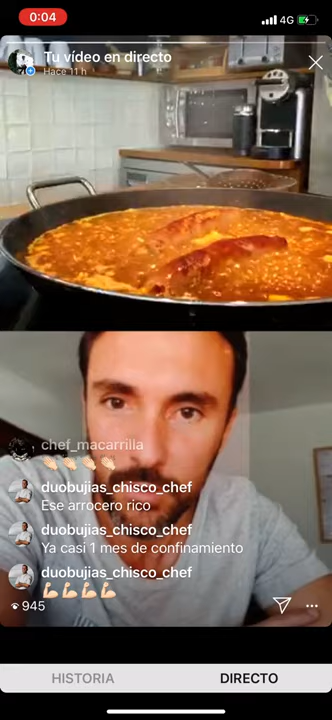 0:04
4G
Tu vídeo en directo
Hace 11 h
chef_macarrilla
👏🏻👏🏻👏🏻👏🏻
duobujias_chisco_chef
Ese arrocero rico
duobujias_chisco_chef
Ya casi 1 mes de confinamiento
duobujias_chisco_chef
💪🏻💪🏻💪🏻💪🏻
945
HISTORIA
DIRECTO